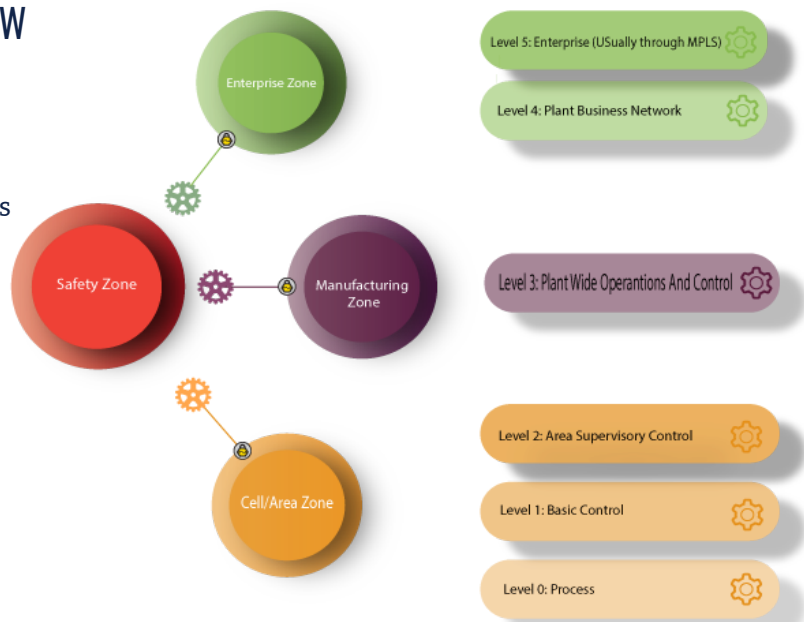 W
Enterprise Zone
Level 5: Enterprise (USually through MPLS)
Level 4: Plant Business Network
s
Safety Zone
Manufacturing
Zone
Level 3: Plant Wide Operantions And Control
Cell/Area Zone
Level 2: Area Supervisory Control
Level 1: Basic Control
Level 0: Process